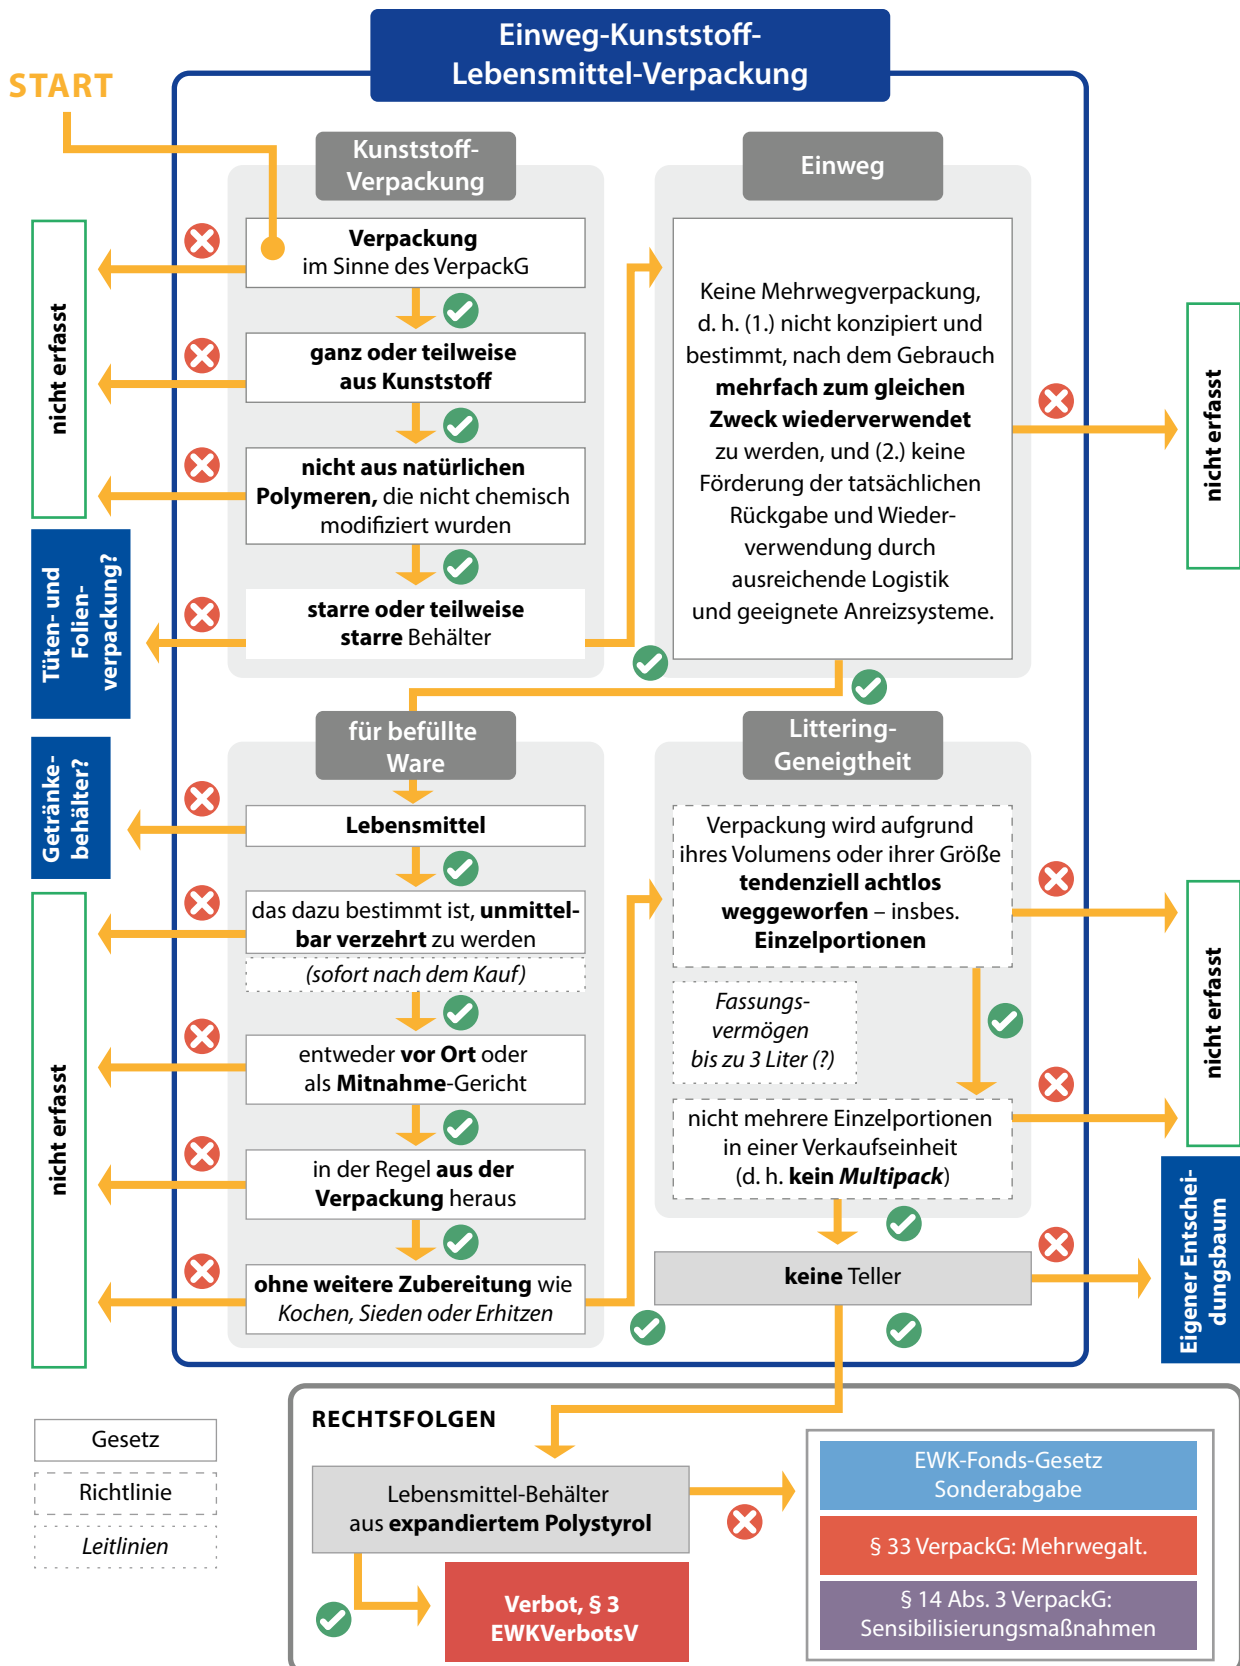 Einweg-Kunststoff-
Lebensmittel-Verpackung
START
Kunststoff-
Verpackung
Verpackung
im Sinne des VerpackG
ganz oder teilweise
aus Kunststoff
nicht aus natürlichen
Polymeren, die nicht chemisch
modifiziert wurden
starre oder teilweise
starre Behälter
nicht erfasst
Tüten- und
Folien-
verpackung?
Einweg
Keine Mehrwegverpackung,
d. h. (1.) nicht konzipiert und
bestimmt, nach dem Gebrauch
mehrfach zum gleichen
Zweck wiederverwendet
zu werden, und (2.) keine
Förderung der tatsächlichen
Rückgabe und Wieder-
verwendung durch
ausreichende Logistik
und geeignete Anreizsysteme.
nicht erfasst
für befüllte
Ware
Lebensmittel
das dazu bestimmt ist, unmittel-
bar verzehrt zu werden
(sofort nach dem Kauf)
entweder vor Ort oder
als Mitnahme-Gericht
in der Regel aus der
Verpackung heraus
ohne weitere Zubereitung wie
Kochen, Sieden oder Erhitzen
Getränke-
behälter?
nicht erfasst
Littering-
Geneigtheit
Verpackung wird aufgrund
ihres Volumens oder ihrer Größe
tendenziell achtlos
weggeworfen – insbes.
Einzelportionen
Fassungs-
vermögen
bis zu 3 Liter (?)
nicht mehrere Einzelportionen
in einer Verkaufseinheit
(d. h. kein Multipack)
nicht erfasst
keine Teller
Eigener Entschei-
dungsbaum
RECHTSFOLGEN
Lebensmittel-Behälter
aus expandiertem Polystyrol
Verbot, § 3
EWKVerbotsV
EWK-Fonds-Gesetz
Sonderabgabe
§ 33 VerpackG: Mehrwegalt.
§ 14 Abs. 3 VerpackG:
Sensibilisierungsmaßnahmen
Gesetz
Richtlinie
Leitlinien